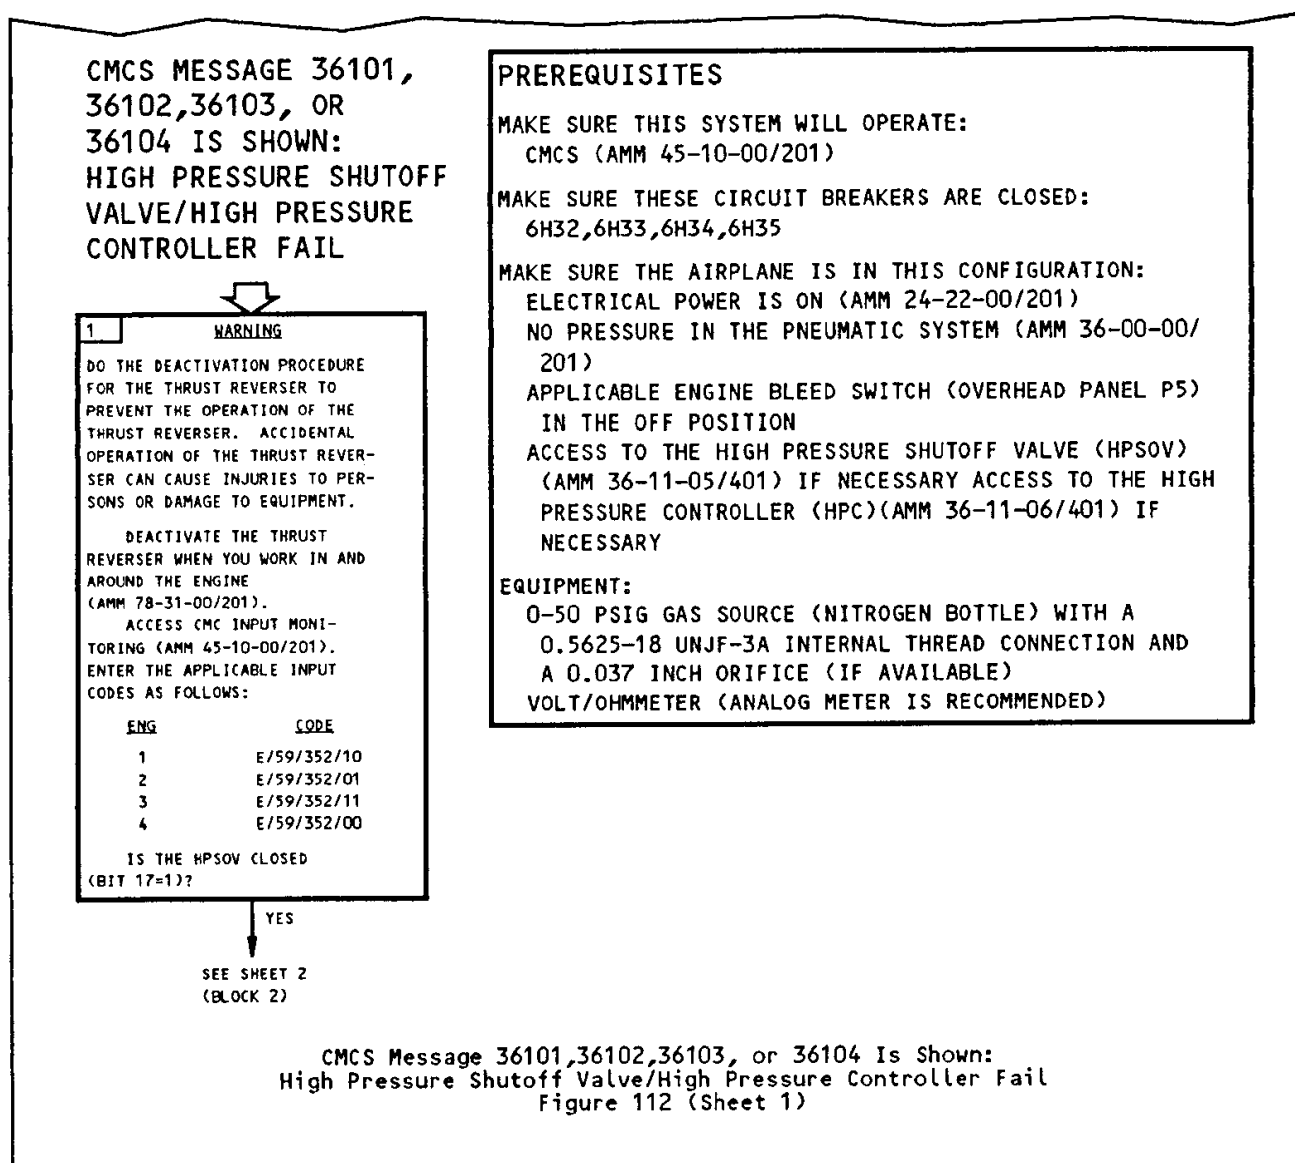 CMCS MESSAGE 36101,
36102,36103, OR
36104 IS SHOWN:
HIGH PRESSURE SHUTOFF
VALVE/HIGH PRESSURE
CONTROLLER FAIL
1 WARNING
DO THE DEACTIVATION PROCEDURE
FOR THE THRUST REVERSER TO
PREVENT THE OPERATION OF THE
THRUST REVERSER. ACCIDENTAL
OPERATION OF THE THRUST REVER-
SER CAN CAUSE INJURIES TO PER-
SONS OR DAMAGE TO EQUIPMENT.
DEACTIVATE THE THRUST
REVERSER WHEN YOU WORK IN AND
AROUND THE ENGINE
(AMM 78-31-00/201).
ACCESS CMC INPUT MONI-
TORING (AMM 45-10-00/201).
ENTER THE APPLICABLE INPUT
CODES AS FOLLOWS:
ENG CODE
1 E/59/352/10
2 E/59/352/01
3 E/59/352/11
4 E/59/352/00
IS THE HPSOV CLOSED
(BIT 17=1)?
YES
SEE SHEET 2
(BLOCK 2)
PREREQUISITES
MAKE SURE THIS SYSTEM WILL OPERATE:
CMCS (AMM 45-10-00/201)
MAKE SURE THESE CIRCUIT BREAKERS ARE CLOSED:
6H32,6H33,6H34,6H35
MAKE SURE THE AIRPLANE IS IN THIS CONFIGURATION:
ELECTRICAL POWER IS ON (AMM 24-22-00/201)
NO PRESSURE IN THE PNEUMATIC SYSTEM (AMM 36-00-00/
201)
APPLICABLE ENGINE BLEED SWITCH (OVERHEAD PANEL P5)
IN THE OFF POSITION
ACCESS TO THE HIGH PRESSURE SHUTOFF VALVE (HPSOV)
(AMM 36-11-05/401) IF NECESSARY ACCESS TO THE HIGH
PRESSURE CONTROLLER (HPC)(AMM 36-11-06/401) IF
NECESSARY
EQUIPMENT:
0-50 PSIG GAS SOURCE (NITROGEN BOTTLE) WITH A
0.5625-18 UNJF-3A INTERNAL THREAD CONNECTION AND
A 0.037 INCH ORIFICE (IF AVAILABLE)
VOLT/OHMMETER (ANALOG METER IS RECOMMENDED)
CMCS Message 36101,36102,36103, or 36104 Is Shown:
High Pressure Shutoff Valve/High Pressure Controller Fail
Figure 112 (Sheet 1)